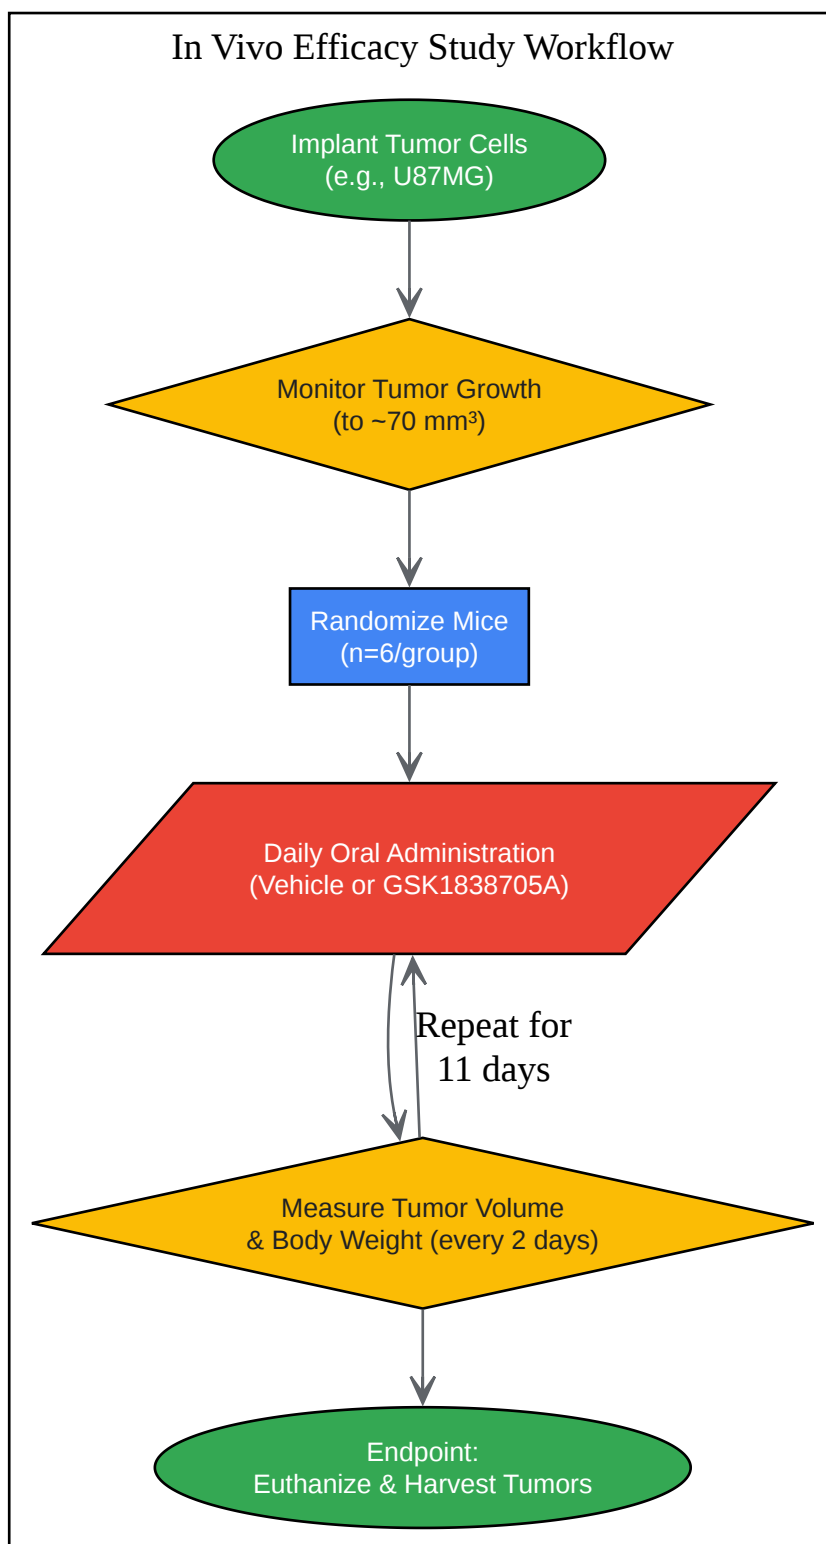 In Vivo Efficacy Study Workflow
Implant Tumor Cells
(e.g., U87MG)
Monitor Tumor Growth
(to ~70 mm³)
Randomize Mice
(n=6/group)
Daily Oral Administration
(Vehicle or GSK1838705A)
Repeat for
11 days
Measure Tumor Volume
& Body Weight (every 2 days)
Endpoint:
Euthanize & Harvest Tumors